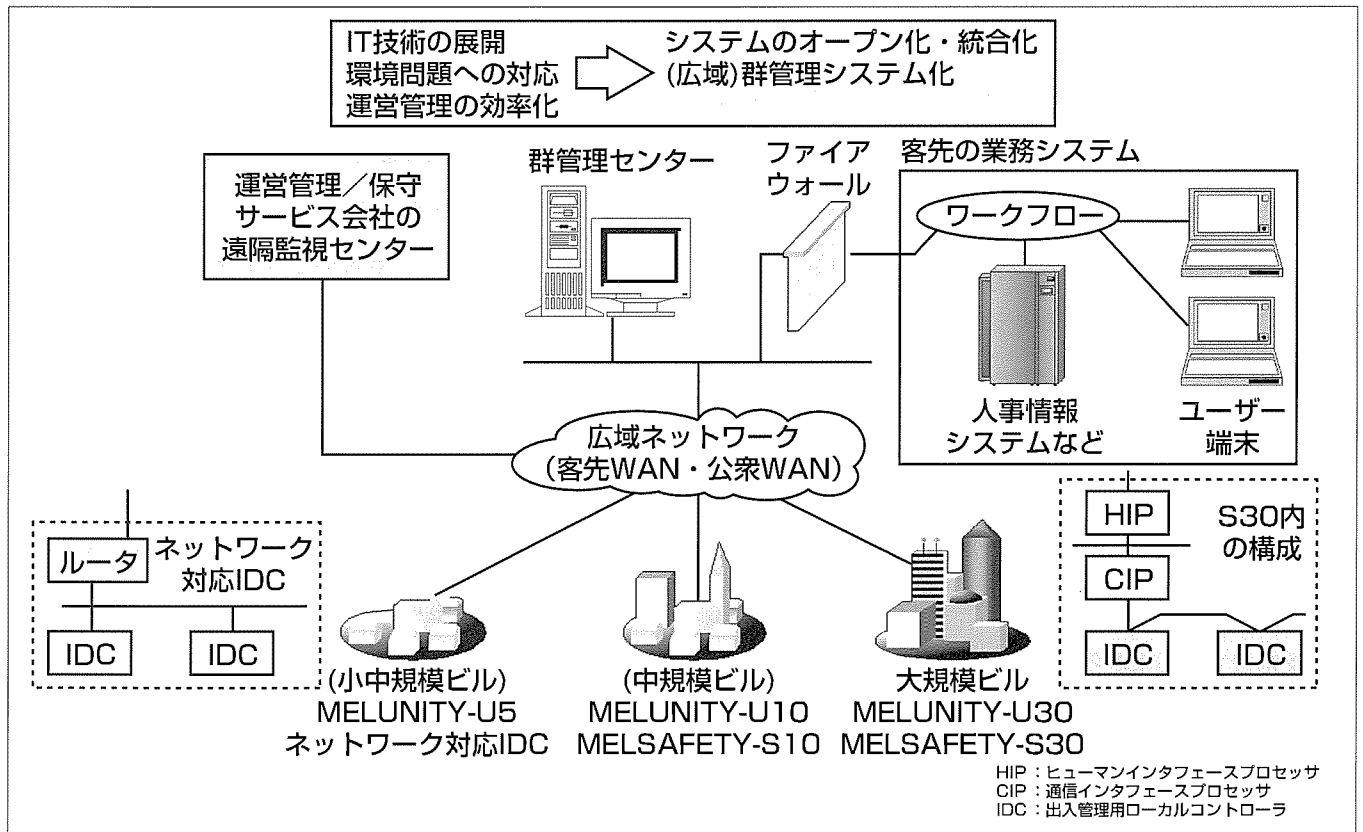 IT技術の展開
環境問題への対応
運営管理の効率化
システムのオープン化・統合化
(広域)群管理システム化
運営管理／保守
サービス会社の
遠隔監視センター
群管理センター
ファイア
ウォール
客先の業務システム
ワークフロー
人事情報
システムなど
ユーザー
端末
広域ネットワーク
(客先WAN・公衆WAN)
ルータ
ネットワーク
対応IDC
IDC
IDC
(小中規模ビル)
MELUNITY-U5
ネットワーク対応IDC
(中規模ビル)
MELUNITY-U10
MELSAFETY-S10
大規模ビル
MELUNITY-U30
MELSAFETY-S30
HIP
CIP
S30内
の構成
IDC
IDC
HIP：ヒューマンインタフェースプロセッサ
CIP：通信インタフェースプロセッサ
IDC：出入管理用ローカルコントローラ